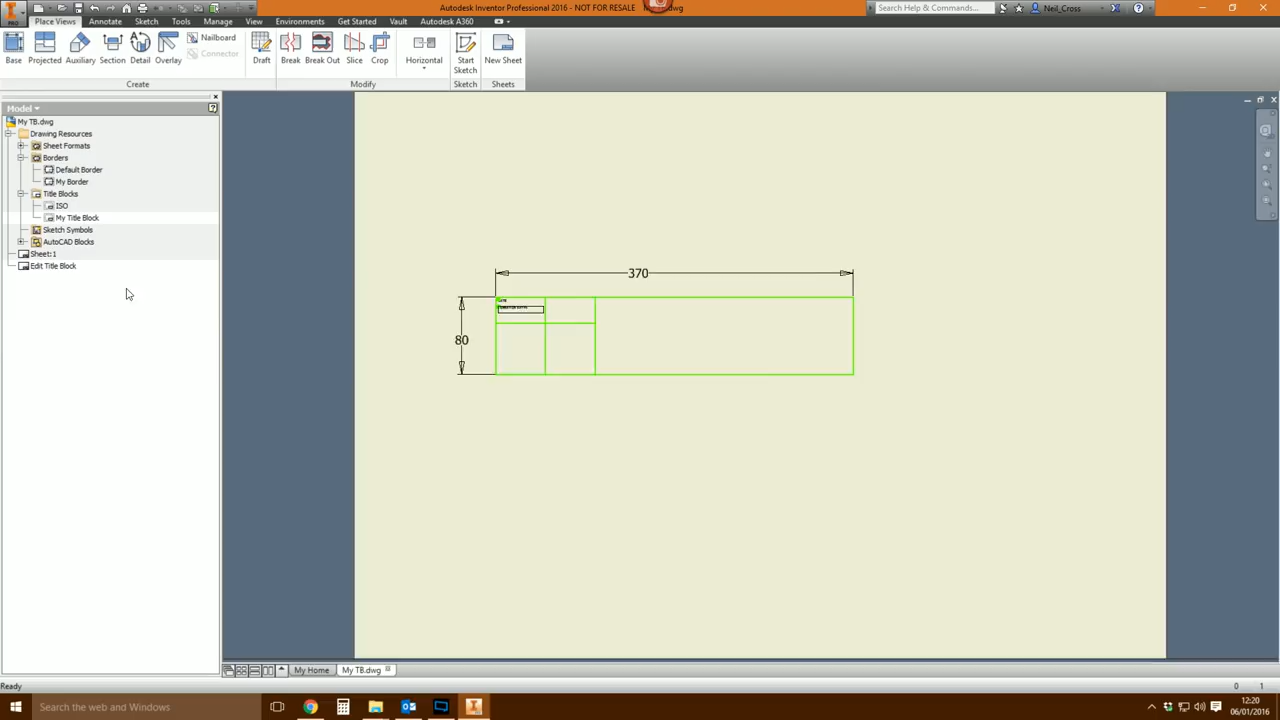 Autodesk Inventor Professional 2016 - NOT FOR RESALE
Search Help & Commands...
Neil_Cross
PRO
Place Views
Annotate
Sketch
Tools
Manage
View
Environments
Get Started
Vault
Autodesk A360
Base
Projected
Auxiliary
Section
Detail
Overlay
Nailboard
Connector
Draft
Break
Break Out
Slice
Crop
Horizontal
Start
Sketch
New Sheet
Create
Modify
Sketch
Sheets
Model
My TB.dwg
Drawing Resources
Sheet Formats
Borders
Default Border
My Border
Title Blocks
ISO
My Title Block
Sketch Symbols
AutoCAD Blocks
Sheet:1
Edit Title Block
370
80
My Home
My TB.dwg
Ready
0
1
Search the web and Windows
12:20
06/01/2016